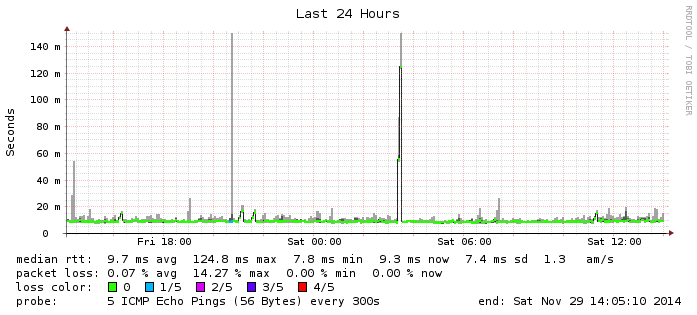 Last 24 Hours
RRDTOOL / TOBI OETIKER
Seconds
140 m
120 m
100 m
80 m
60 m
40 m
20 m
0
Fri 18:00 Sat 00:00 Sat 06:00 Sat 12:00
median rtt: 9.7 ms avg 124.8 ms max 7.8 ms min 9.3 ms now 7.4 ms sd 1.3 am/s
packet loss: 0.07 % avg 14.27 % max 0.00 % min 0.00 % now
loss color: 0 1/5 2/5 3/5 4/5
probe: 5 ICMP Echo Pings (56 Bytes) every 300s end: Sat Nov 29 14:05:10 2014